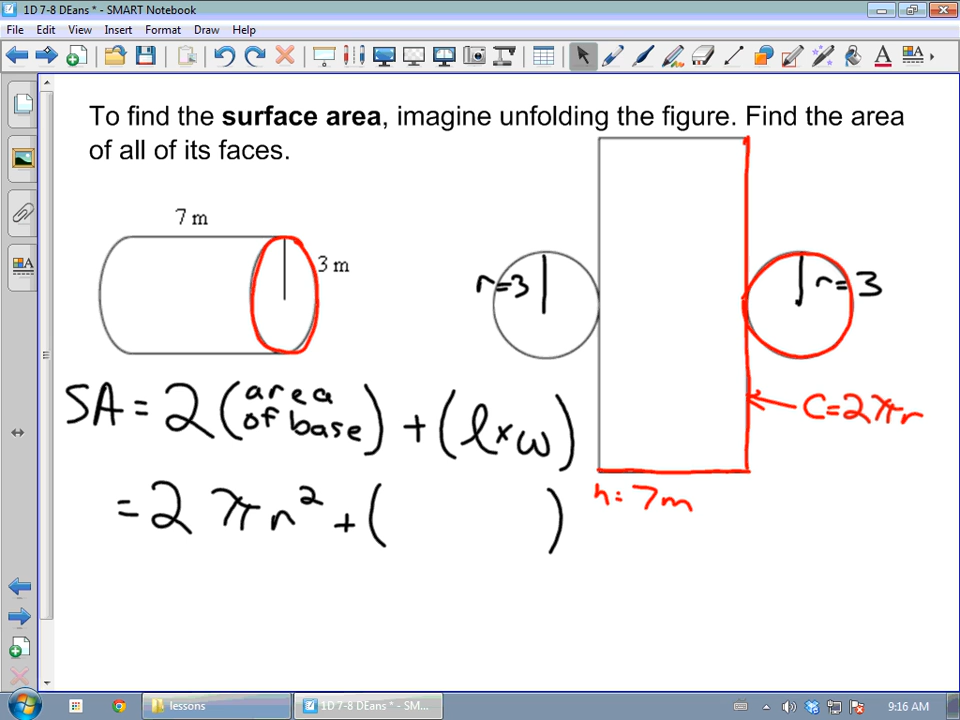 1D 7-8 DEans * - SMART Notebook
File Edit View Insert Format Draw Help
To find the surface area, imagine unfolding the figure. Find the area
of all of its faces.
7 m
3 m
r=3
r=3
SA = 2 (area of base) + (l×w)
C=2πr
= 2 πr² + ( )
h=7m
lessons
1D 7-8 DEans * - SM...
9:16 AM